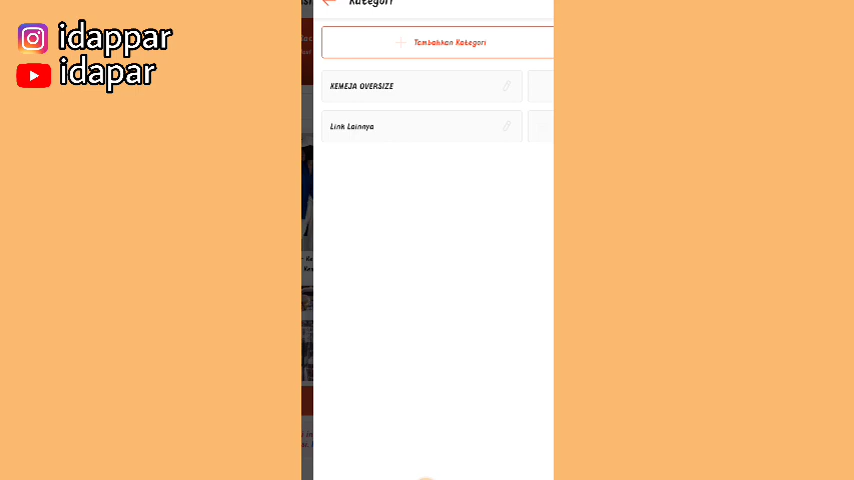 idappar
idapar
Kategori
Tambahkan Kategori
KEMEJA OVERSIZE
Link Lainnya